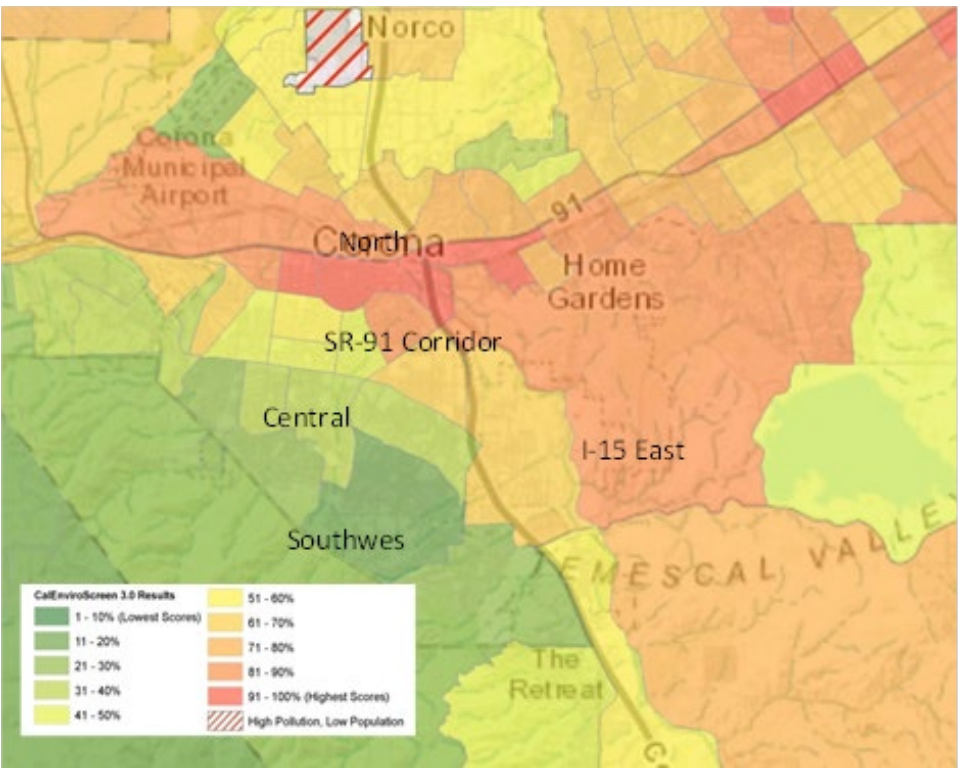 Norco
Corona
Municipal
Airport
91
Corona
North
Home
Gardens
SR-91 Corridor
Central
I-15 East
Southwes
TEMESCAL VALLEY
The
Retreat
CalEnviroScreen 3.0 Results
1 - 10% (Lowest Scores)
11 - 20%
21 - 30%
31 - 40%
41 - 50%
51 - 60%
61 - 70%
71 - 80%
81 - 90%
91 - 100% (Highest Scores)
High Pollution, Low Population